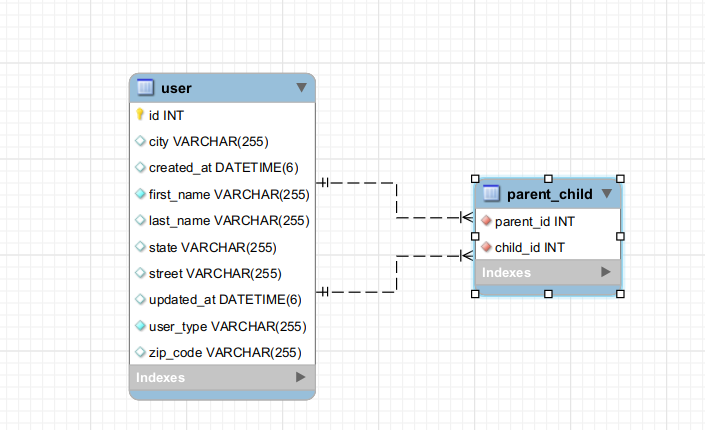 user
id INT
city VARCHAR(255)
created_at DATETIME(6)
first_name VARCHAR(255)
last_name VARCHAR(255)
state VARCHAR(255)
street VARCHAR(255)
updated_at DATETIME(6)
user_type VARCHAR(255)
zip_code VARCHAR(255)
Indexes
parent_child
parent_id INT
child_id INT
Indexes